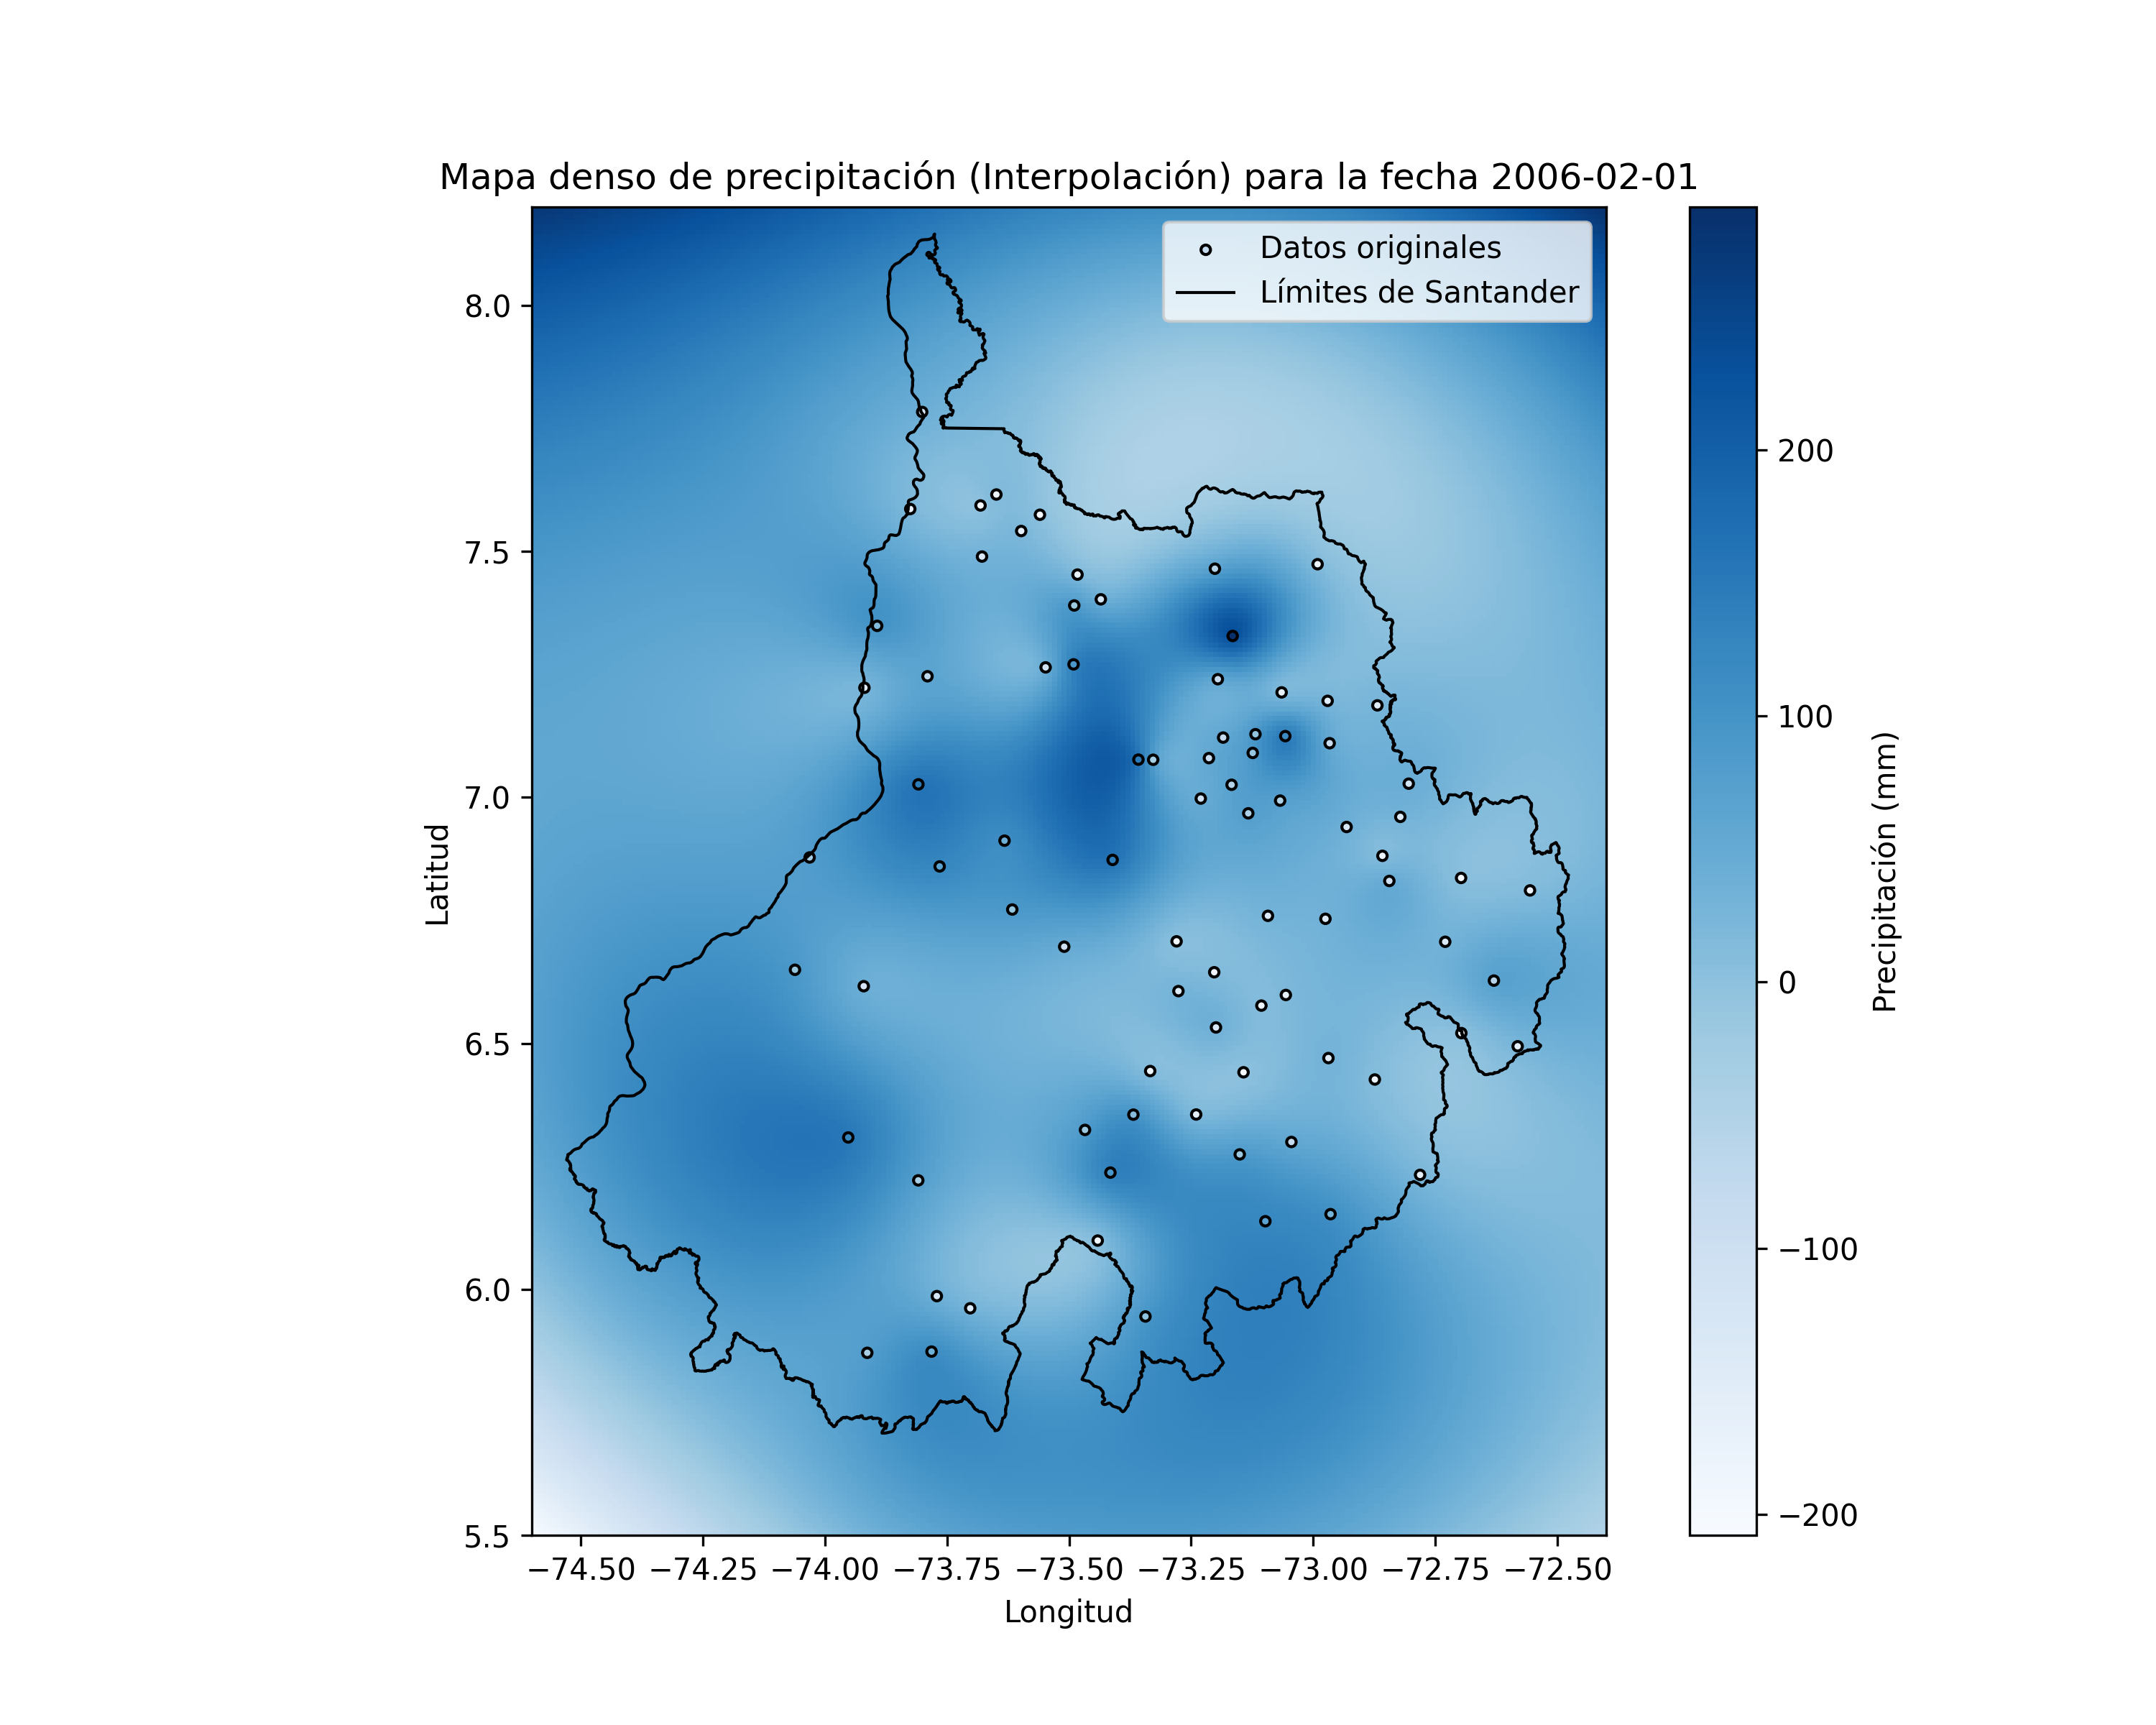 Mapa denso de precipitación (Interpolación) para la fecha 2006-02-01
Datos originales
Límites de Santander
8.0
7.5
7.0
6.5
6.0
5.5
Latitud
−74.50 −74.25 −74.00 −73.75 −73.50 −73.25 −73.00 −72.75 −72.50
Longitud
200
100
0
−100
−200
Precipitación (mm)